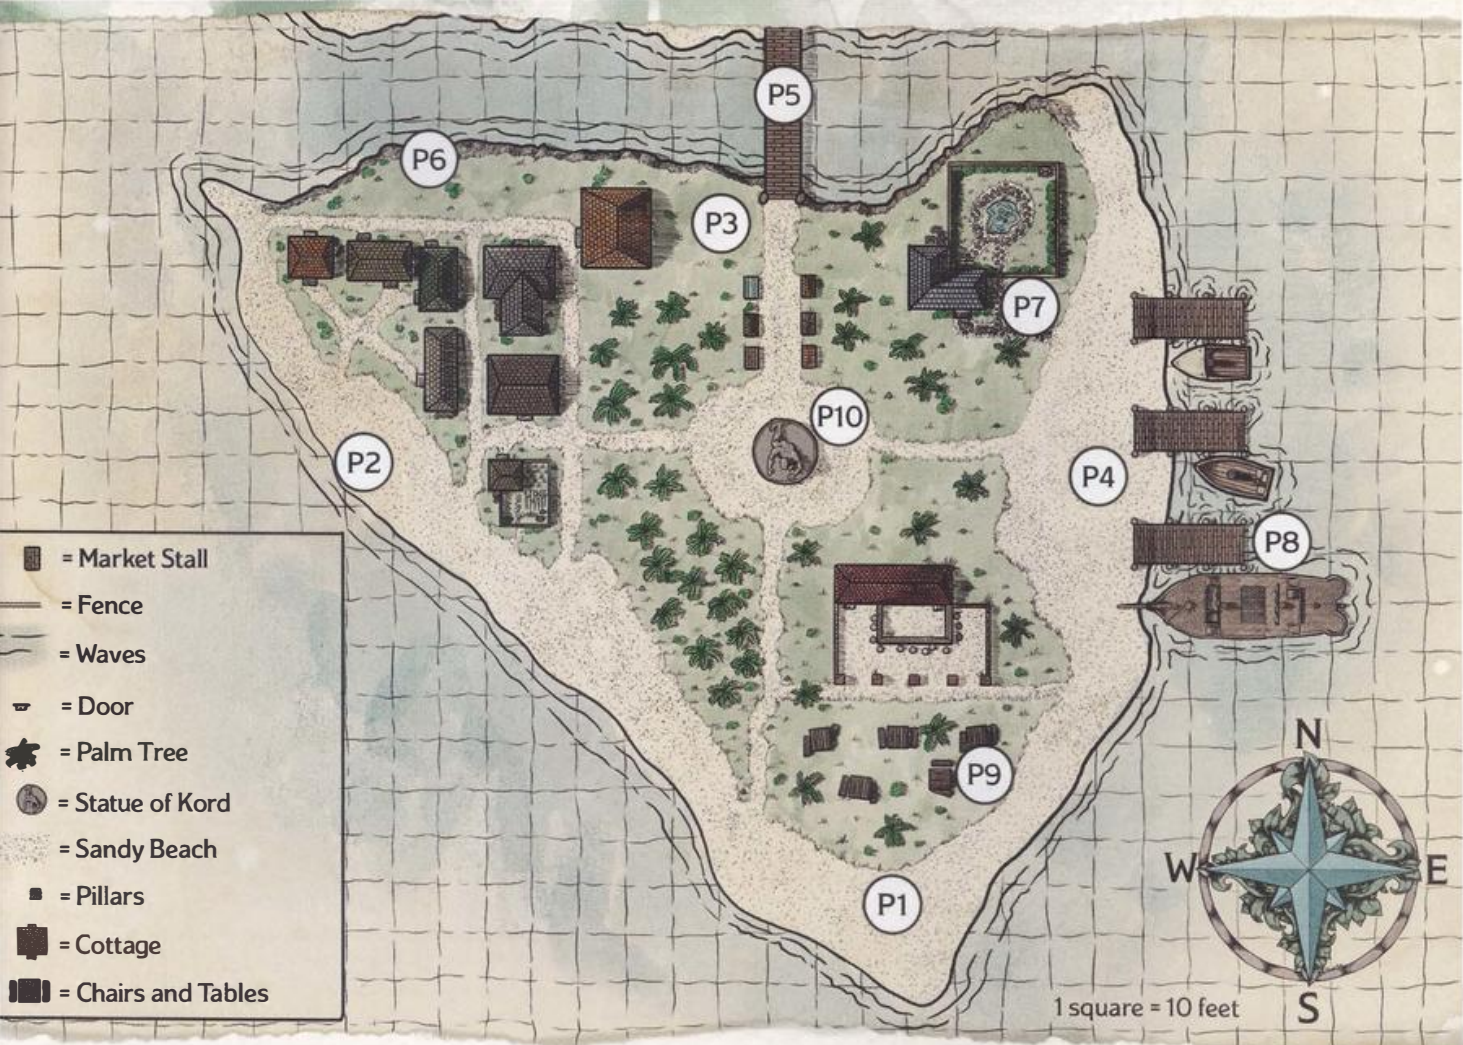 P5
P6
P3
P7
P10
P2
P4
P8
= Market Stall
= Fence
= Waves
= Door
= Palm Tree
= Statue of Kord
= Sandy Beach
= Pillars
= Cottage
= Chairs and Tables
P9
P1
N
W
E
S
1 square = 10 feet